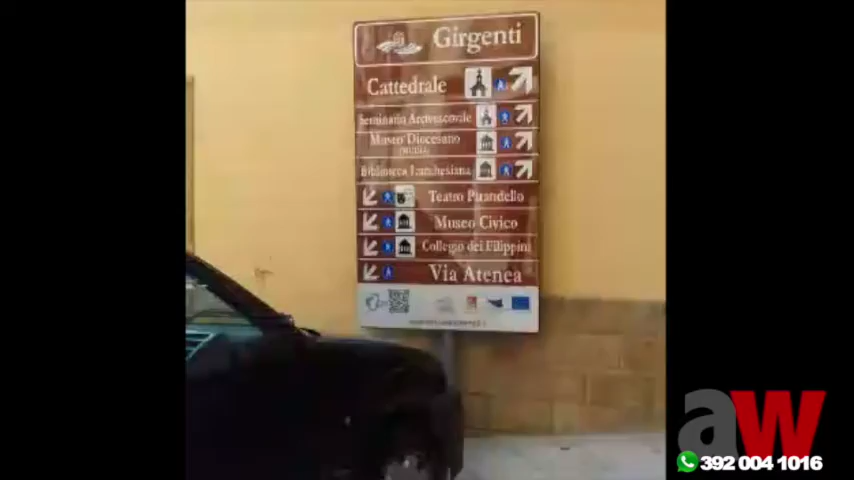 Girgenti
Cattedrale
Seminario Arcivescovile
Museo Diocesano
Biblioteca Lucchesiana
Teatro Pirandello
Museo Civico
Collegio dei Filippini
Via Atenea
aw
392 004 1016